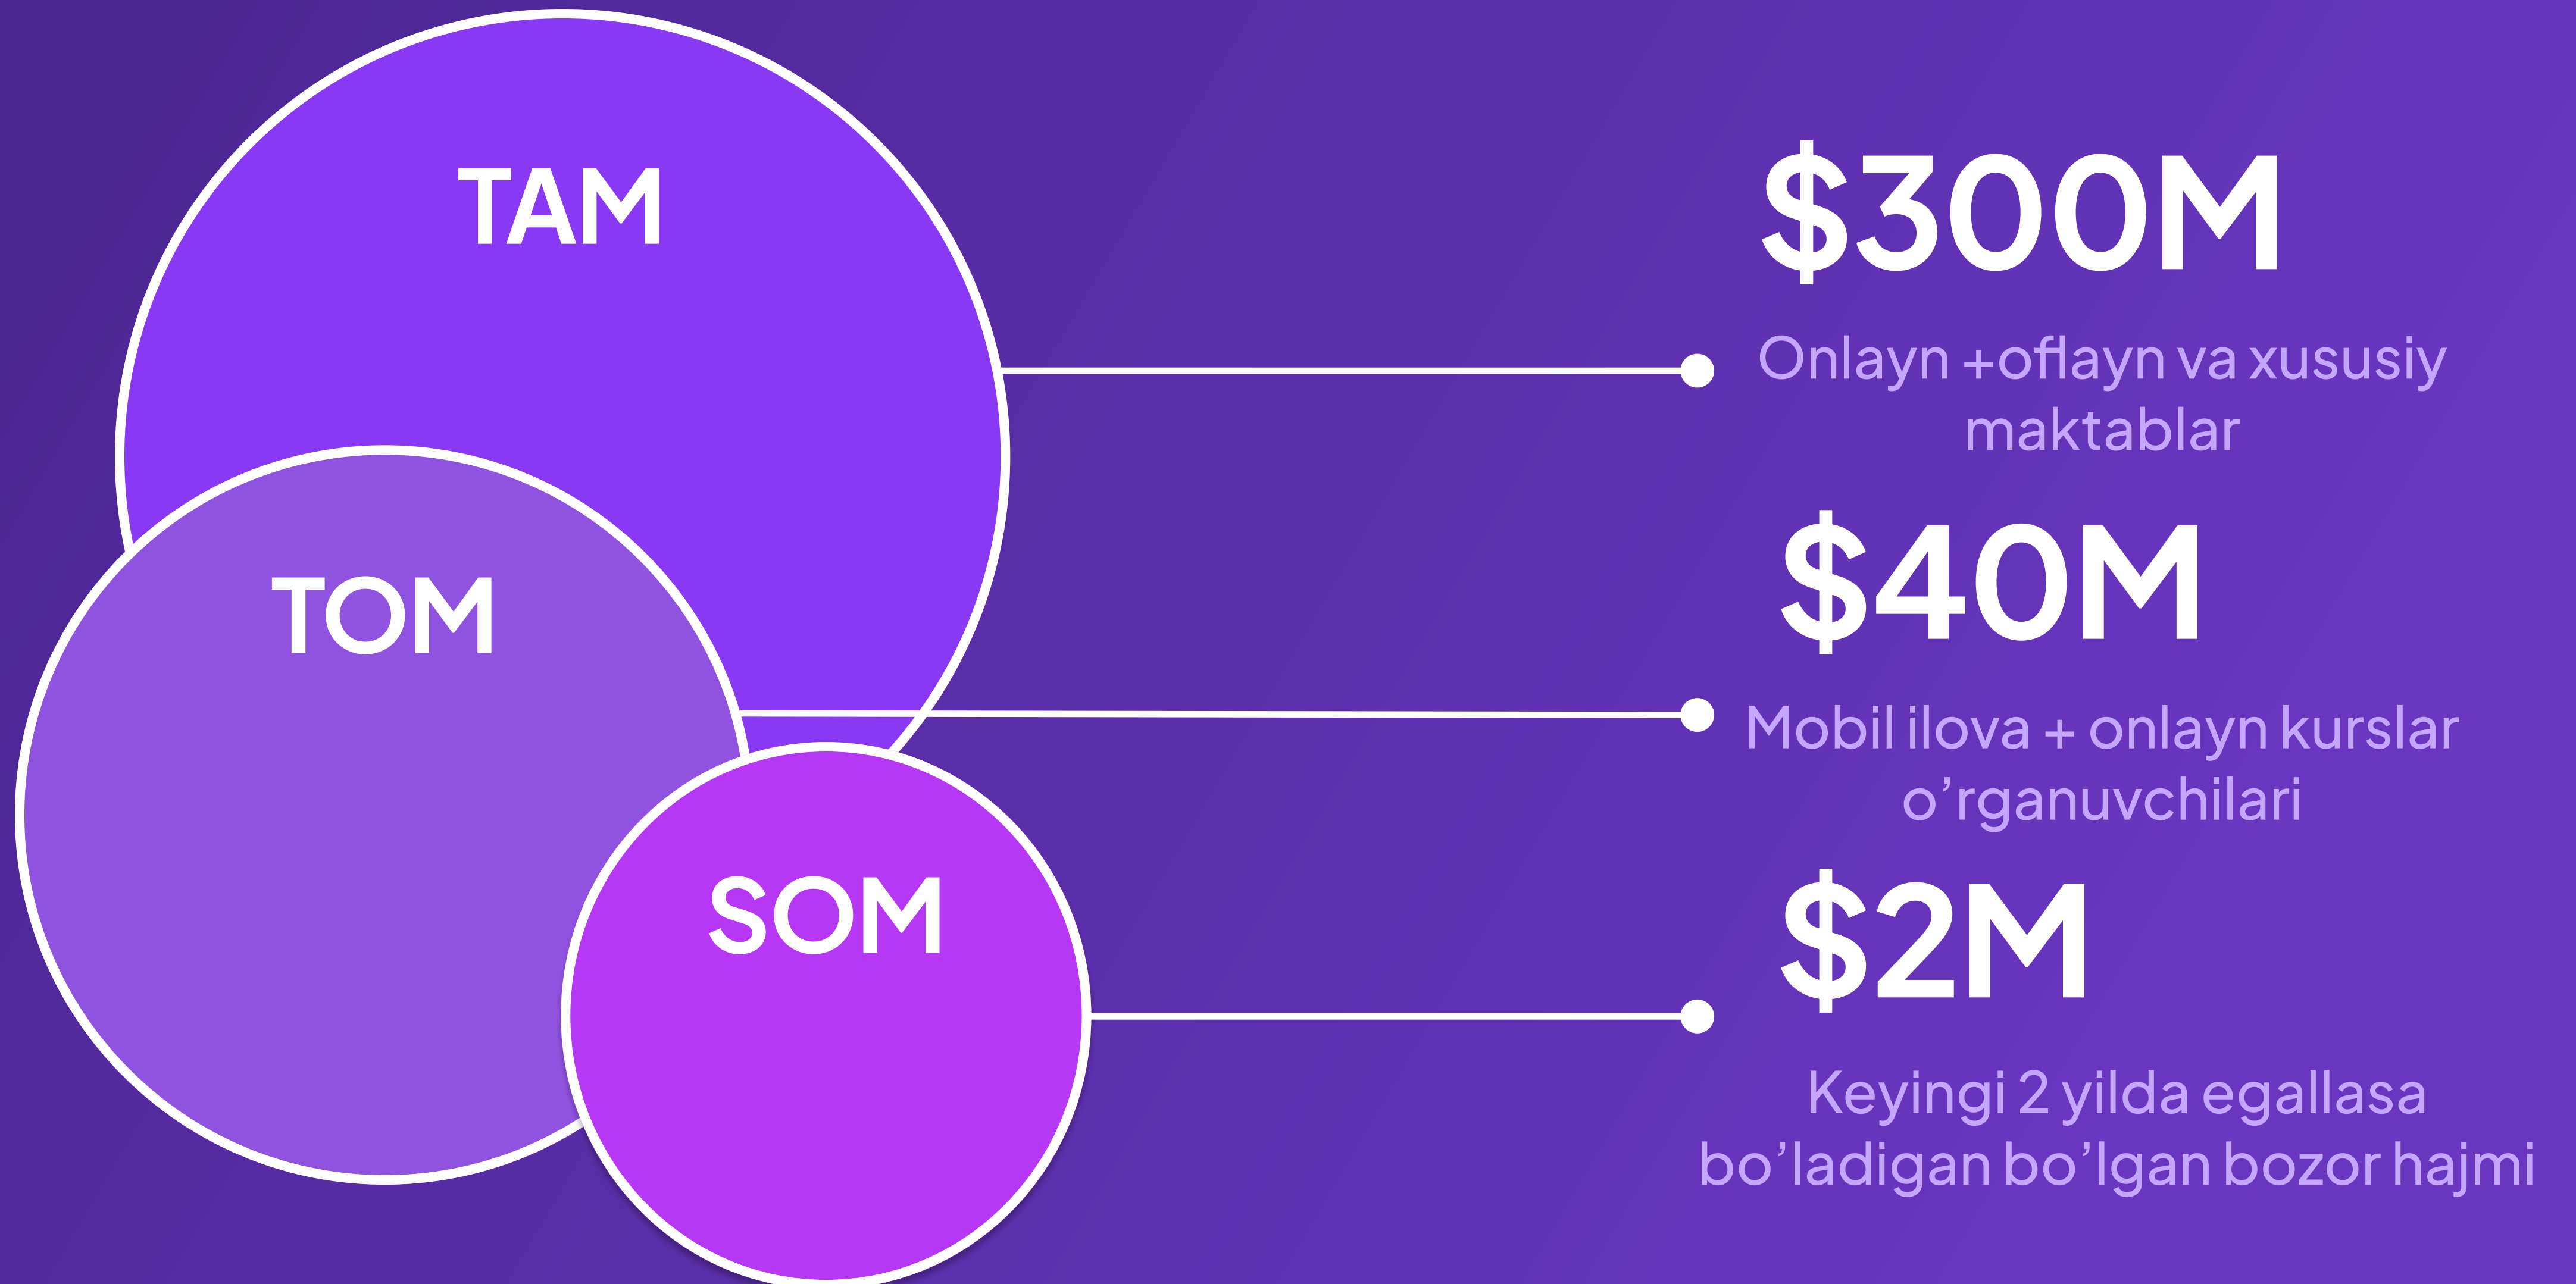 TAM
$300M
Onlayn +oflayn va xususiy
maktablar
TOM
$40M
Mobil ilova + onlayn kurslar
o’rganuvchilari
SOM
$2M
Keyingi 2 yilda egallasa
bo’ladigan bo’lgan bozor hajmi